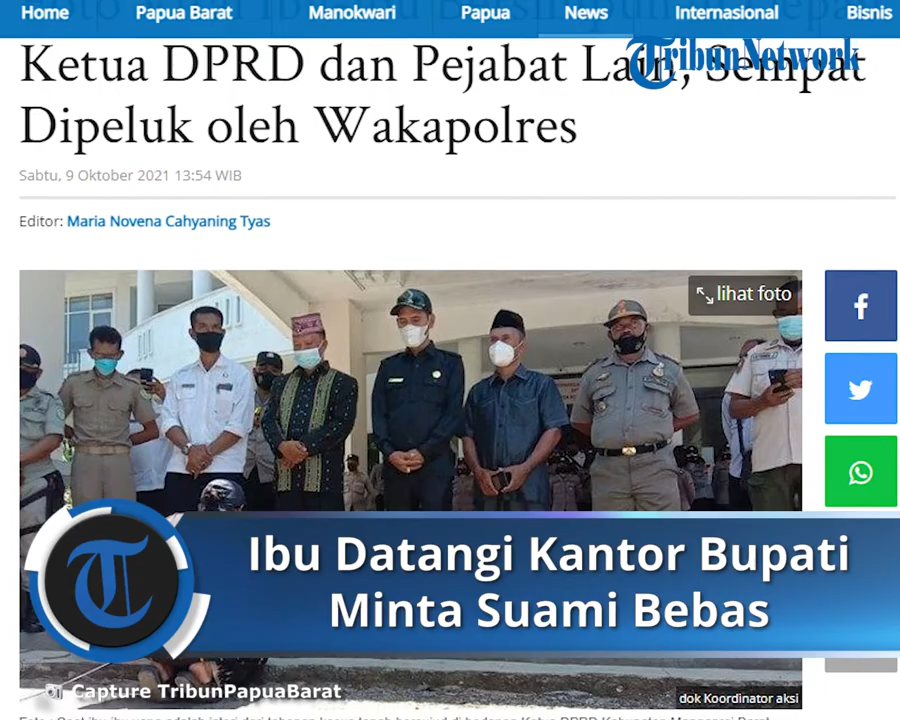 Home Papua Barat Manokwari Papua News Internasional Bisnis
TribunNetwork
Ketua DPRD dan Pejabat Lain, Sempat
Dipeluk oleh Wakapolres
Sabtu, 9 Oktober 2021 13:54 WIB
Editor: Maria Novena Cahyaning Tyas
lihat foto
Ibu Datangi Kantor Bupati
Minta Suami Bebas
Capture TribunPapuaBarat
dok Koordinator aksi